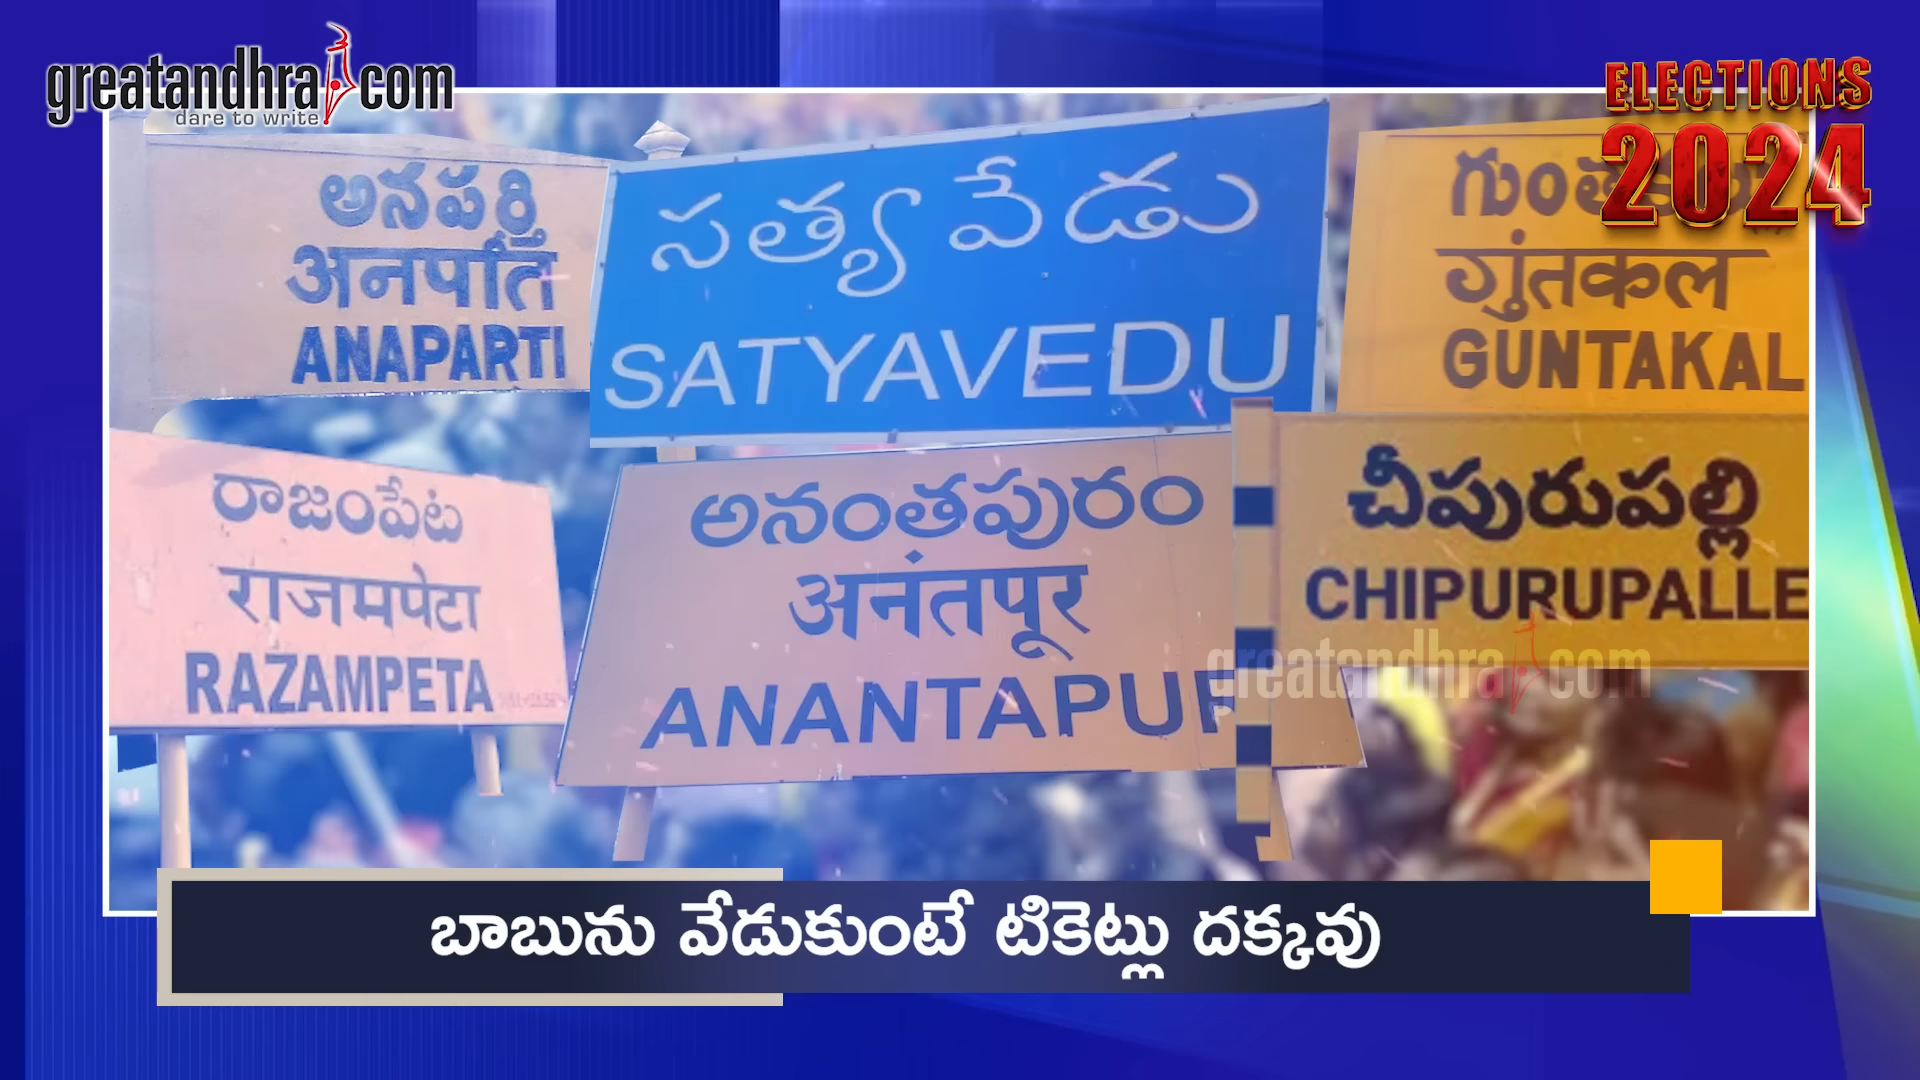 greatandhra.com
dare to write
ELECTIONS
2024
అనపర్తి
अनपर्ति
ANAPARTI
సత్యవేడు
SATYAVEDU
गुंतकल
GUNTAKAL
రాజంపేట
राजमपेटा
RAZAMPETA
అనంతపురం
अनंतपूर
ANANTAPUR
చీపురుపల్లి
CHIPURUPALLE
greatandhra.com
బాబును వేడుకుంటే టికెట్లు దక్కవు